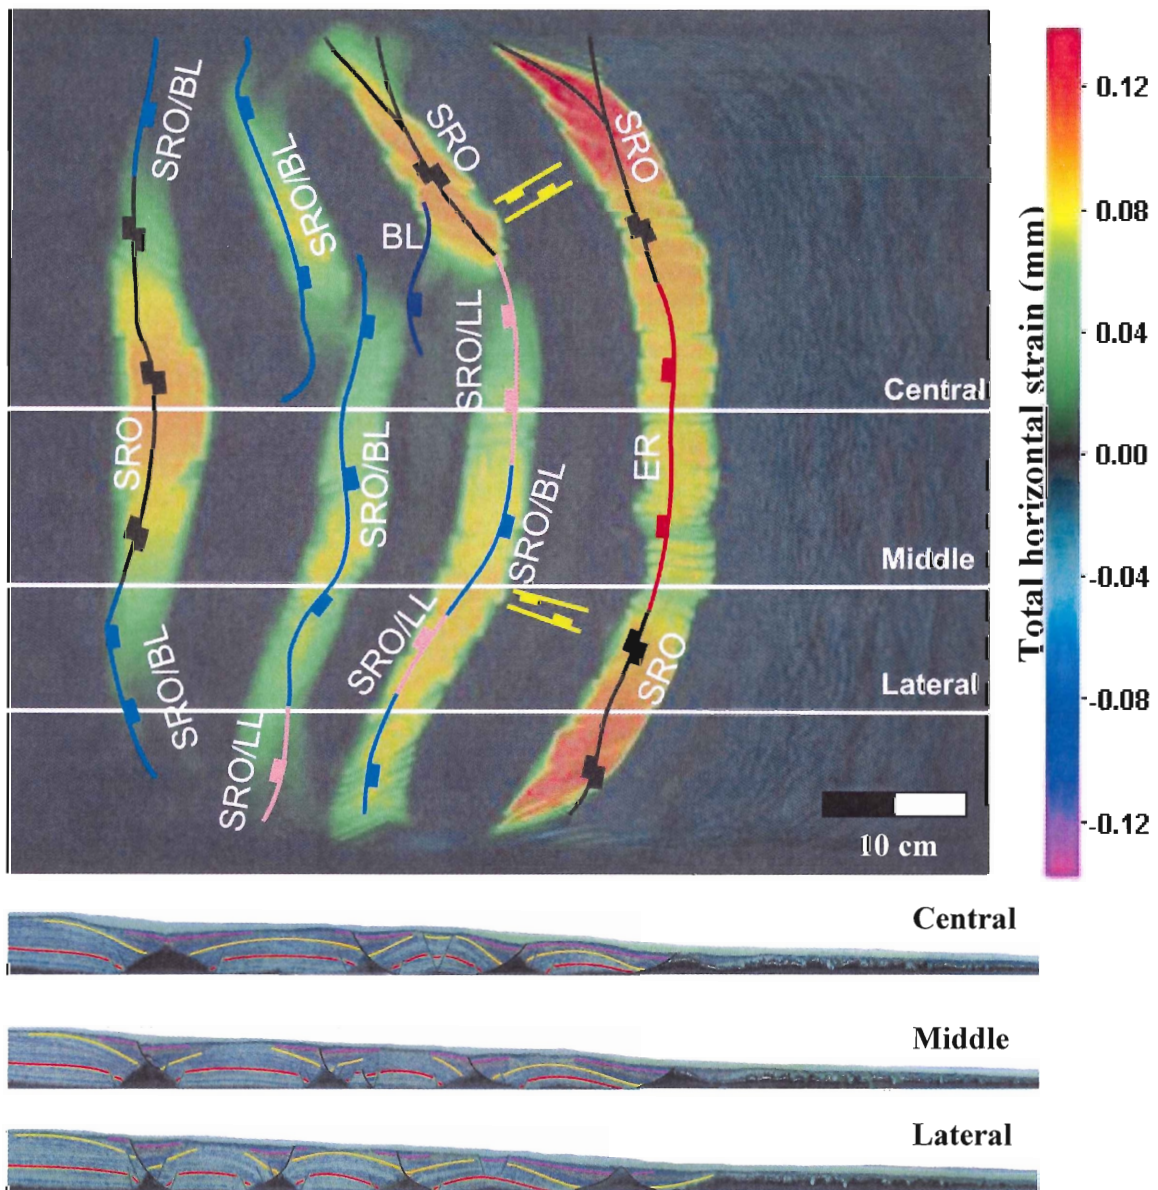 SRO/BL
SRO/BL
SRO
BL
SRO
SRO/LL
Central
SRO
SRO/BL
ER
SRO/BL
Middle
SRO/BL
SRO/LL
SRO
SRO/LL
Lateral
10 cm
Total horizontal strain (mm)
0.12
0.08
0.04
0.00
-0.04
-0.08
-0.12
Central
Middle
Lateral